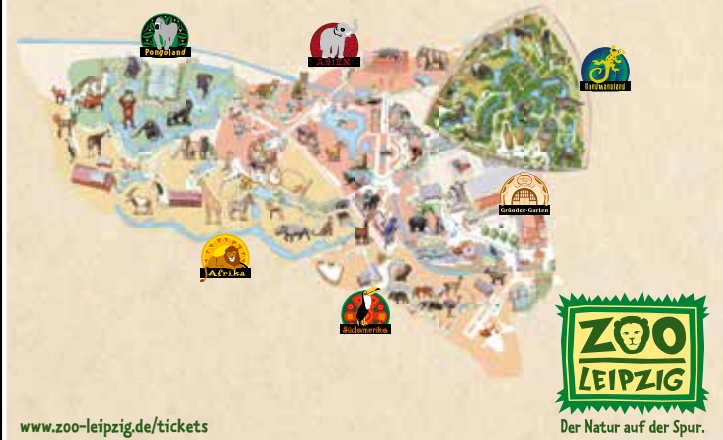 Pongoland
ASIEN
Gondwanaland
Gründer-Garten
Afrika
Südamerika
ZOO
LEIPZIG
www.zoo-leipzig.de/tickets
Der Natur auf der Spur.